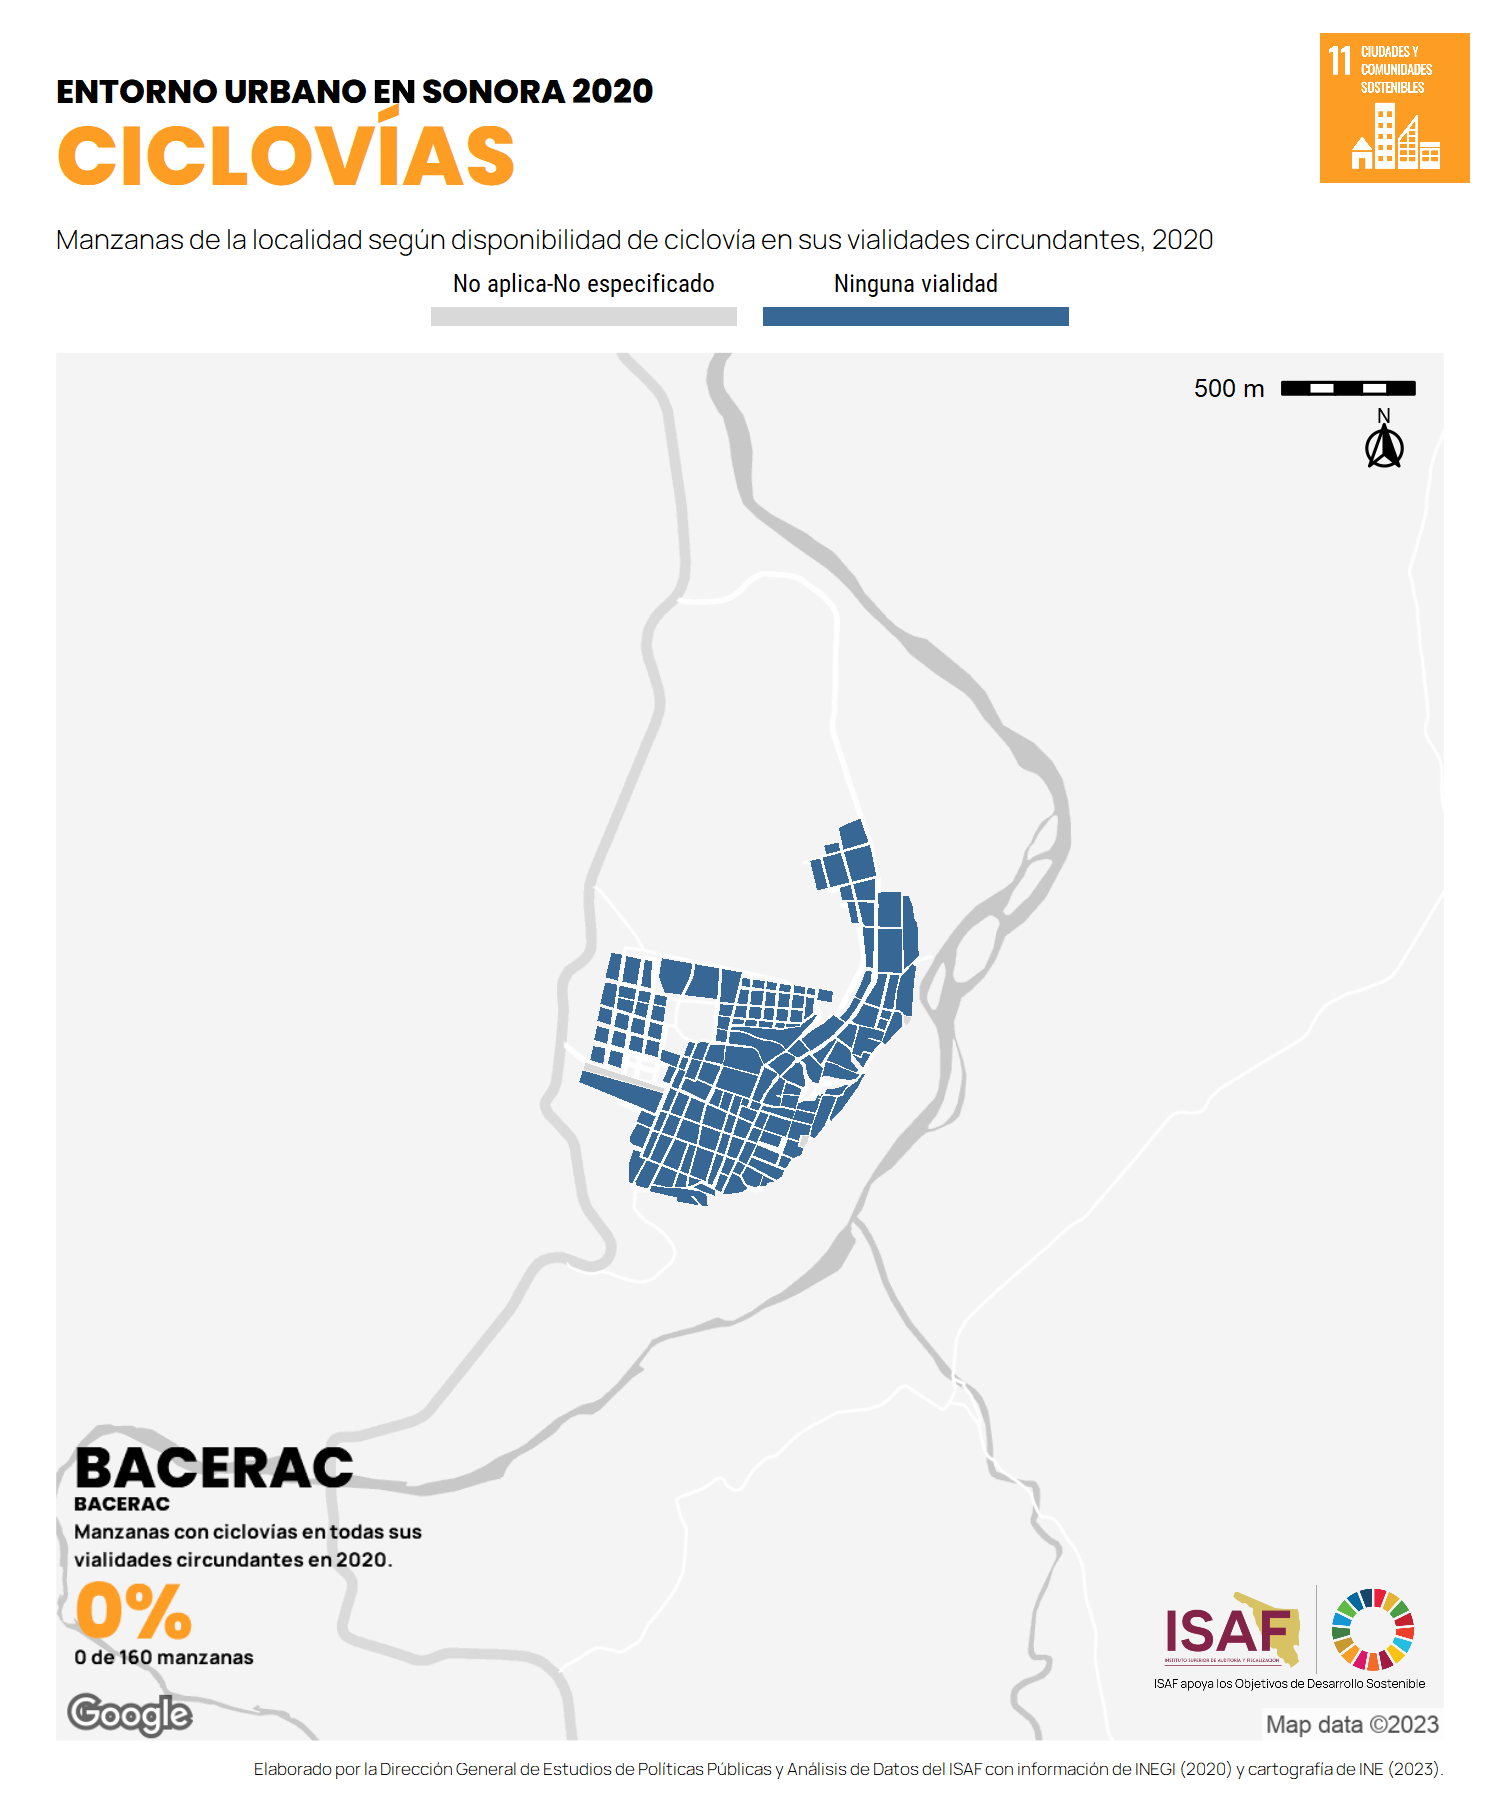 ENTORNO URBANO EN SONORA 2020
CICLOVÍAS
11 CIUDADES Y
COMUNIDADES
SOSTENIBLES
Manzanas de la localidad según disponibilidad de ciclovía en sus vialidades circundantes, 2020
No aplica-No especificado
Ninguna vialidad
500 m
N
BACERAC
BACERAC
Manzanas con ciclovias en todas sus
vialidades circundantes en 2020.
0%
0 de 160 manzanas
Google
ISAF
INSTITUTO SUPERIOR DE AUDITORÍA Y FISCALIZACIÓN
ISAF apoya los Objetivos de Desarrollo Sostenible
Map data ©2023
Elaborado por la Dirección General de Estudios de Políticas Públicas y Análisis de Datos del ISAF con información de INEGI (2020) y cartografía de INE (2023).